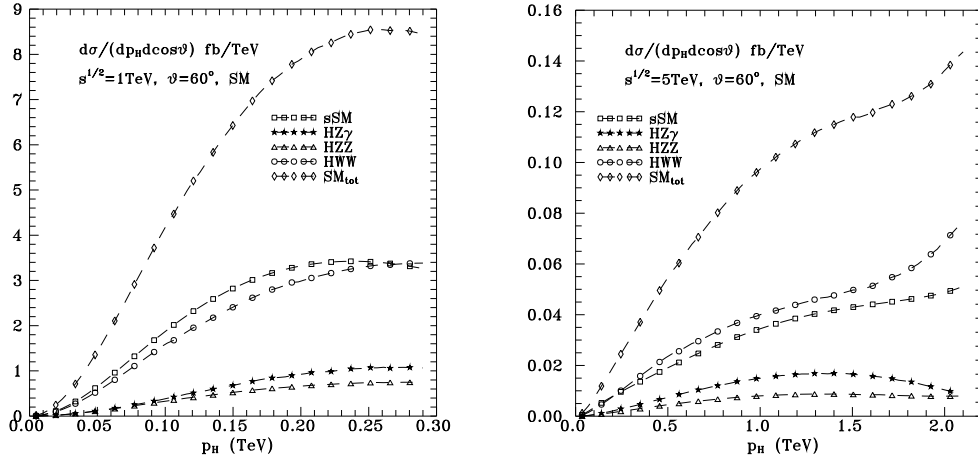 9
8
7
6
5
4
3
2
1
0
dσ/(dp_H dcosϑ) fb/TeV
s^{1/2}=1TeV, ϑ=60°, SM
sSM
HZγ
HZZ
HWW
SM_tot
0.00 0.05 0.10 0.15 0.20 0.25 0.30
p_H (TeV)
0.16
0.14
0.12
0.10
0.08
0.06
0.04
0.02
0.00
dσ/(dp_H dcosϑ) fb/TeV
s^{1/2}=5TeV, ϑ=60°, SM
sSM
HZγ
HZZ
HWW
SM_tot
0.0 0.5 1.0 1.5 2.0
p_H (TeV)